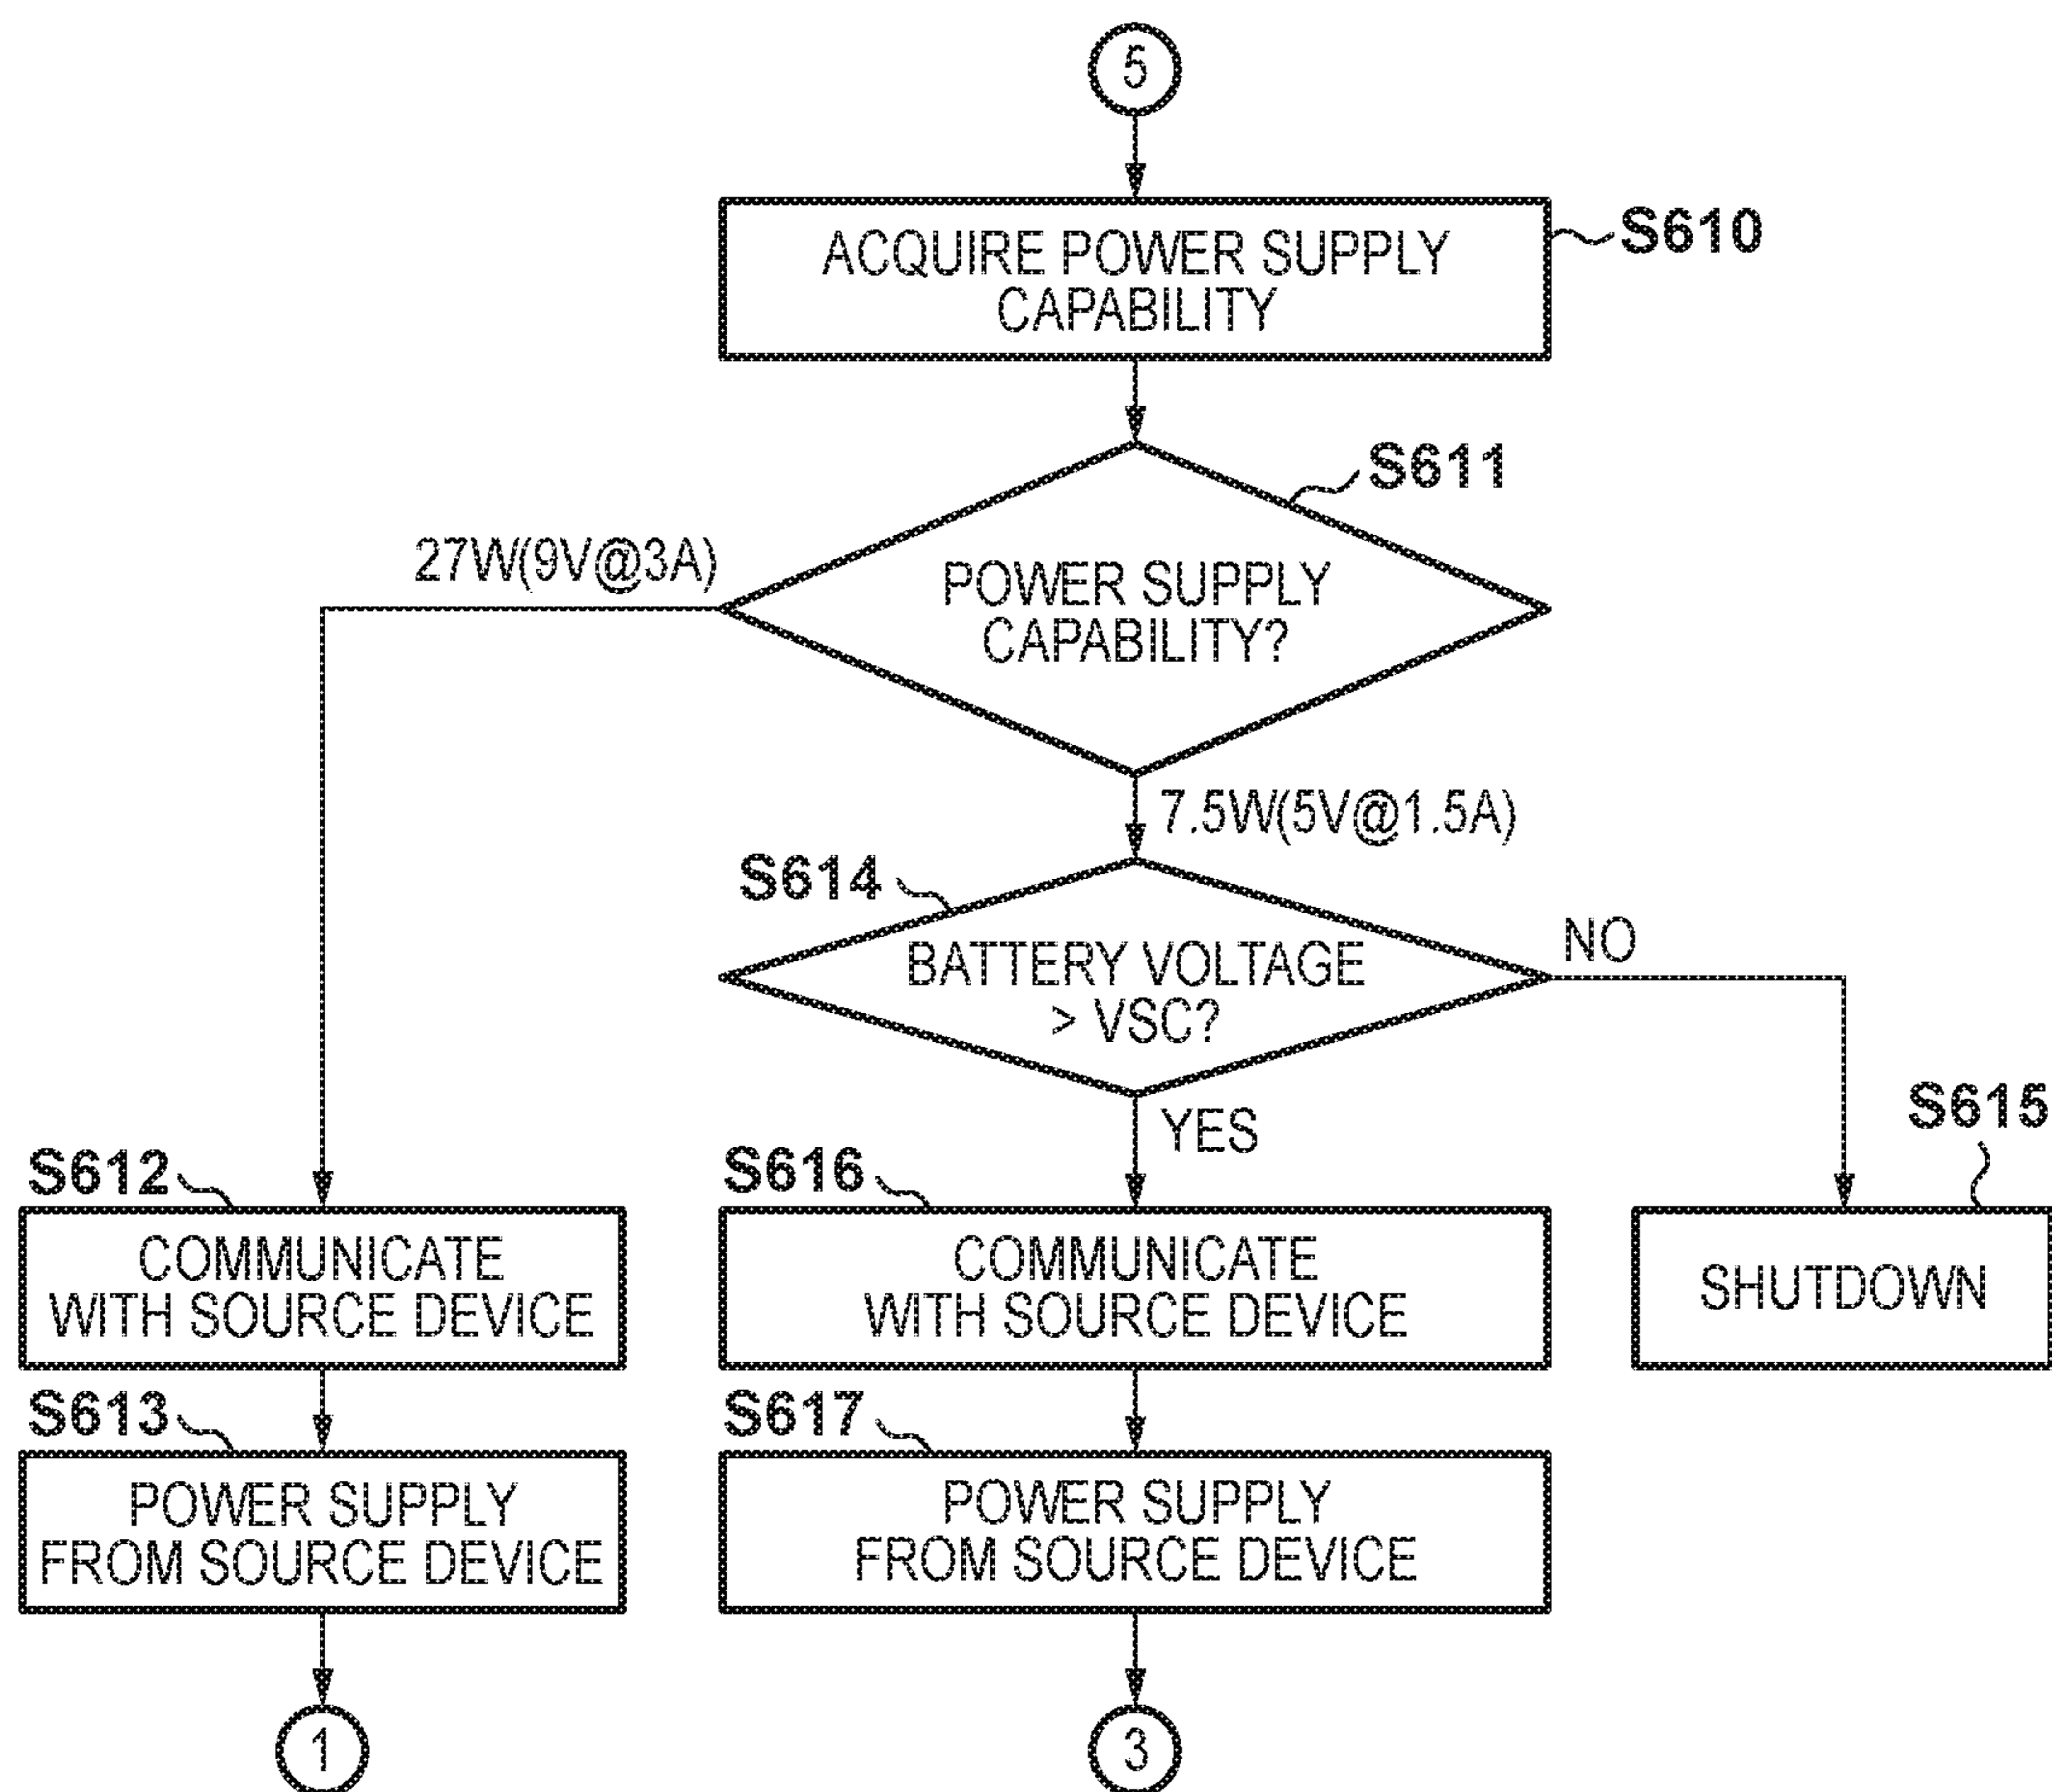 5
ACQUIRE POWER SUPPLY
CAPABILITY
S610
S611
27W(9V@3A)
POWER SUPPLY
CAPABILITY?
7.5W(5V@1.5A)
S614
BATTERY VOLTAGE
> VSC?
NO
YES
S615
S612
S616
COMMUNICATE
WITH SOURCE DEVICE
COMMUNICATE
WITH SOURCE DEVICE
SHUTDOWN
S613
S617
POWER SUPPLY
FROM SOURCE DEVICE
POWER SUPPLY
FROM SOURCE DEVICE
1
3